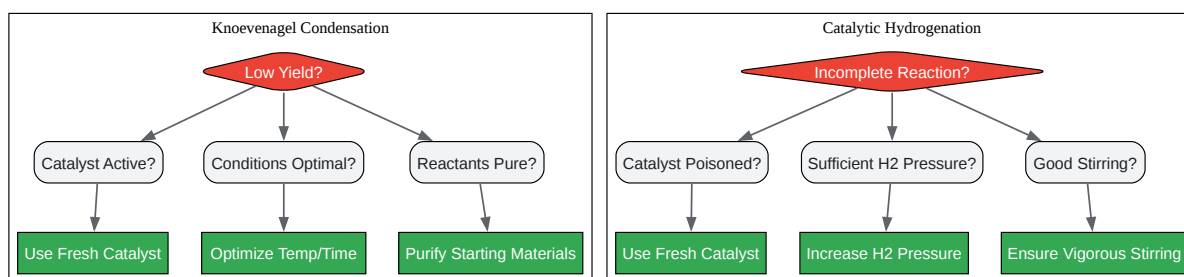 Knoevenagel Condensation
Low Yield?
Catalyst Active?
Conditions Optimal?
Reactants Pure?
Use Fresh Catalyst
Optimize Temp/Time
Purify Starting Materials
Catalytic Hydrogenation
Incomplete Reaction?
Catalyst Poisoned?
Sufficient H2 Pressure?
Good Stirring?
Use Fresh Catalyst
Increase H2 Pressure
Ensure Vigorous Stirring